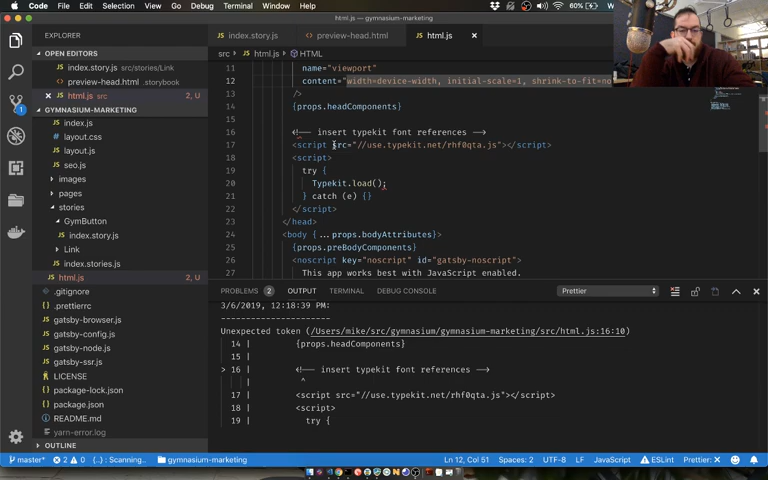 Code File Edit Selection View Go Debug Terminal Window Help
60%
html.js — gymnasium-marketing
EXPLORER
index.story.js
preview-head.html
html.js
src > html.js > HTML
OPEN EDITORS
index.story.js src/stories/Link
preview-head.html .storybook
html.js src 2, U
GYMNASIUM-MARKETING
index.js
layout.css
layout.js
seo.js
images
pages
stories
GymButton
index.story.js
Link
index.stories.js
html.js 2, U
.gitignore
.prettierrc
gatsby-browser.js
gatsby-config.js
gatsby-node.js
gatsby-ssr.js
LICENSE
package-lock.json
package.json
README.md
yarn-error.log
OUTLINE
11 name="viewport"
12 content="width=device-width, initial-scale=1, shrink-to-fit=no
13 />
14 {props.headComponents}
15
16 <!-- insert typekit font references -->
17 <script src="//use.typekit.net/rhf0qta.js"></script>
18 <script>
19 try {
20 Typekit.load();
21 } catch (e) {}
22 </script>
23 </head>
24 <body {...props.bodyAttributes}>
25 {props.preBodyComponents}
26 <noscript key="noscript" id="gatsby-noscript">
27 This app works best with JavaScript enabled.
PROBLEMS 2 OUTPUT TERMINAL DEBUG CONSOLE Prettier
3/6/2019, 12:18:39 PM:
----------------------
Unexpected token (/Users/mike/src/gymnasium/gymnasium-marketing/src/html.js:16:10)
14 | {props.headComponents}
15 |
> 16 | <!-- insert typekit font references -->
| ^
17 | <script src="//use.typekit.net/rhf0qta.js"></script>
18 | <script>
19 | try {
master* 2 0 {..} : Scanning... gymnasium-marketing Ln 12, Col 51 Spaces: 2 UTF-8 LF JavaScript ESLint Prettier: ×